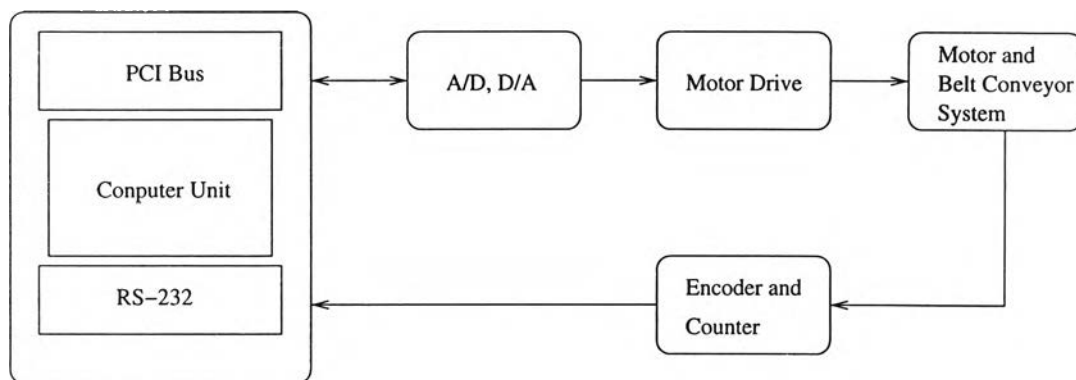 PCI Bus
A/D, D/A
Motor Drive
Motor and
Belt Conveyor
System
Conputer Unit
RS-232
Encoder and
Counter